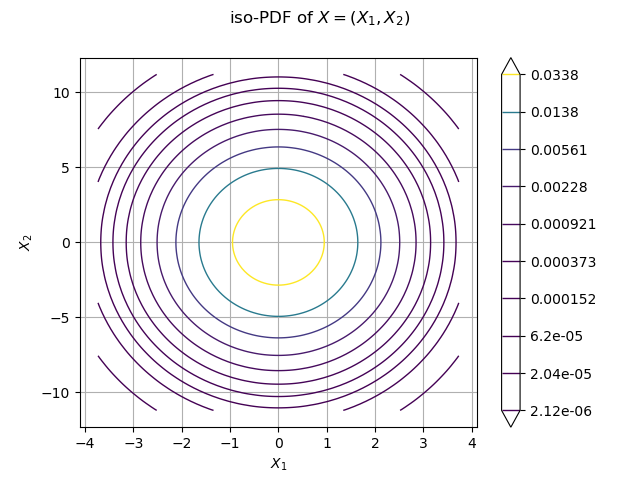 iso-PDF of X = (X₁, X₂)
10
5
0
−5
−10
X₂
−4 −3 −2 −1 0 1 2 3 4
X₁
0.0338
0.0138
0.00561
0.00228
0.000921
0.000373
0.000152
6.2e-05
2.04e-05
2.12e-06